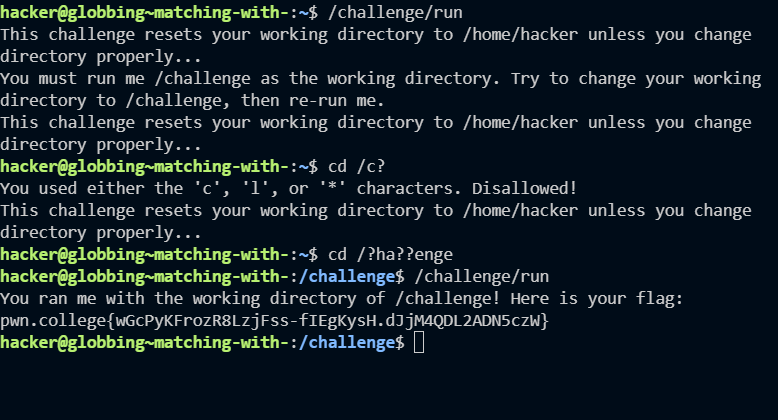 hacker@globbing~matching-with-:~$ /challenge/run
This challenge resets your working directory to /home/hacker unless you change
directory properly...
You must run me /challenge as the working directory. Try to change your working
directory to /challenge, then re-run me.
This challenge resets your working directory to /home/hacker unless you change
directory properly...
hacker@globbing~matching-with-:~$ cd /c?
You used either the 'c', 'l', or '*' characters. Disallowed!
This challenge resets your working directory to /home/hacker unless you change
directory properly...
hacker@globbing~matching-with-:~$ cd /?ha??enge
hacker@globbing~matching-with-:/challenge$ /challenge/run
You ran me with the working directory of /challenge! Here is your flag:
pwn.college{wGcPyKFrozR8LzjFss-fIEgKysH.dJjM4QDL2ADN5czW}
hacker@globbing~matching-with-:/challenge$